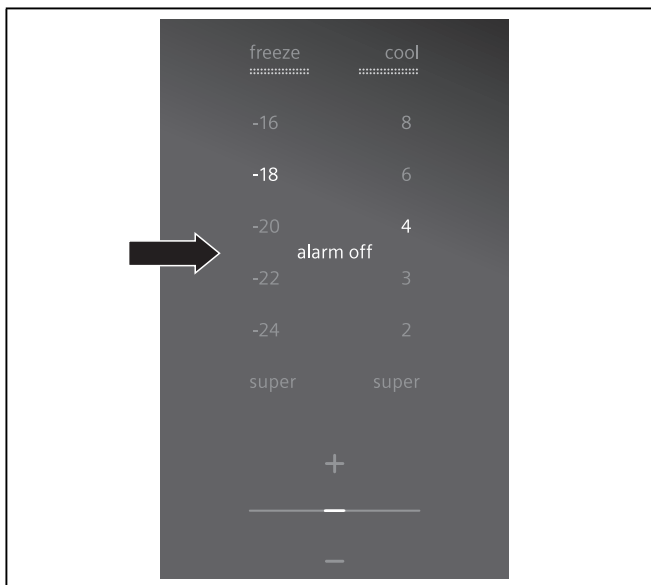 freeze cool
-16 8
-18 6
-20 4
alarm off
-22 3
-24 2
super super
+
−